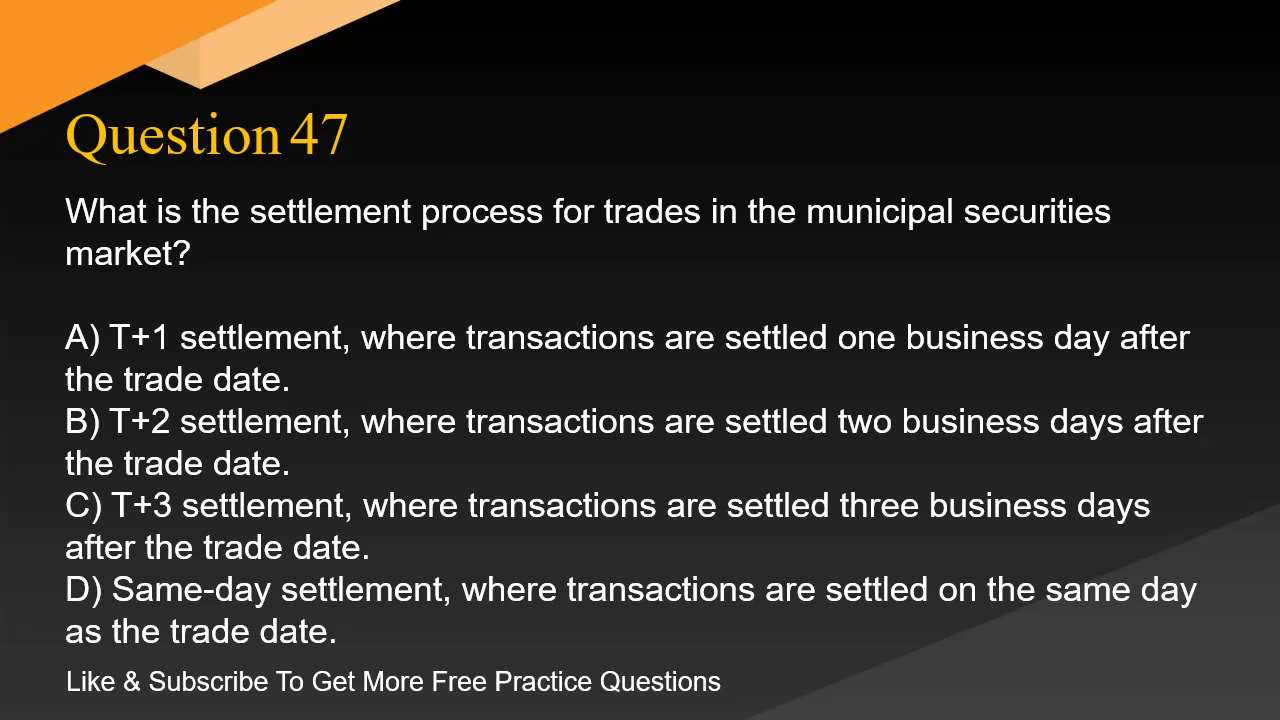 Question 47
What is the settlement process for trades in the municipal securities
market?
A) T+1 settlement, where transactions are settled one business day after
the trade date.
B) T+2 settlement, where transactions are settled two business days after
the trade date.
C) T+3 settlement, where transactions are settled three business days
after the trade date.
D) Same-day settlement, where transactions are settled on the same day
as the trade date.
Like & Subscribe To Get More Free Practice Questions